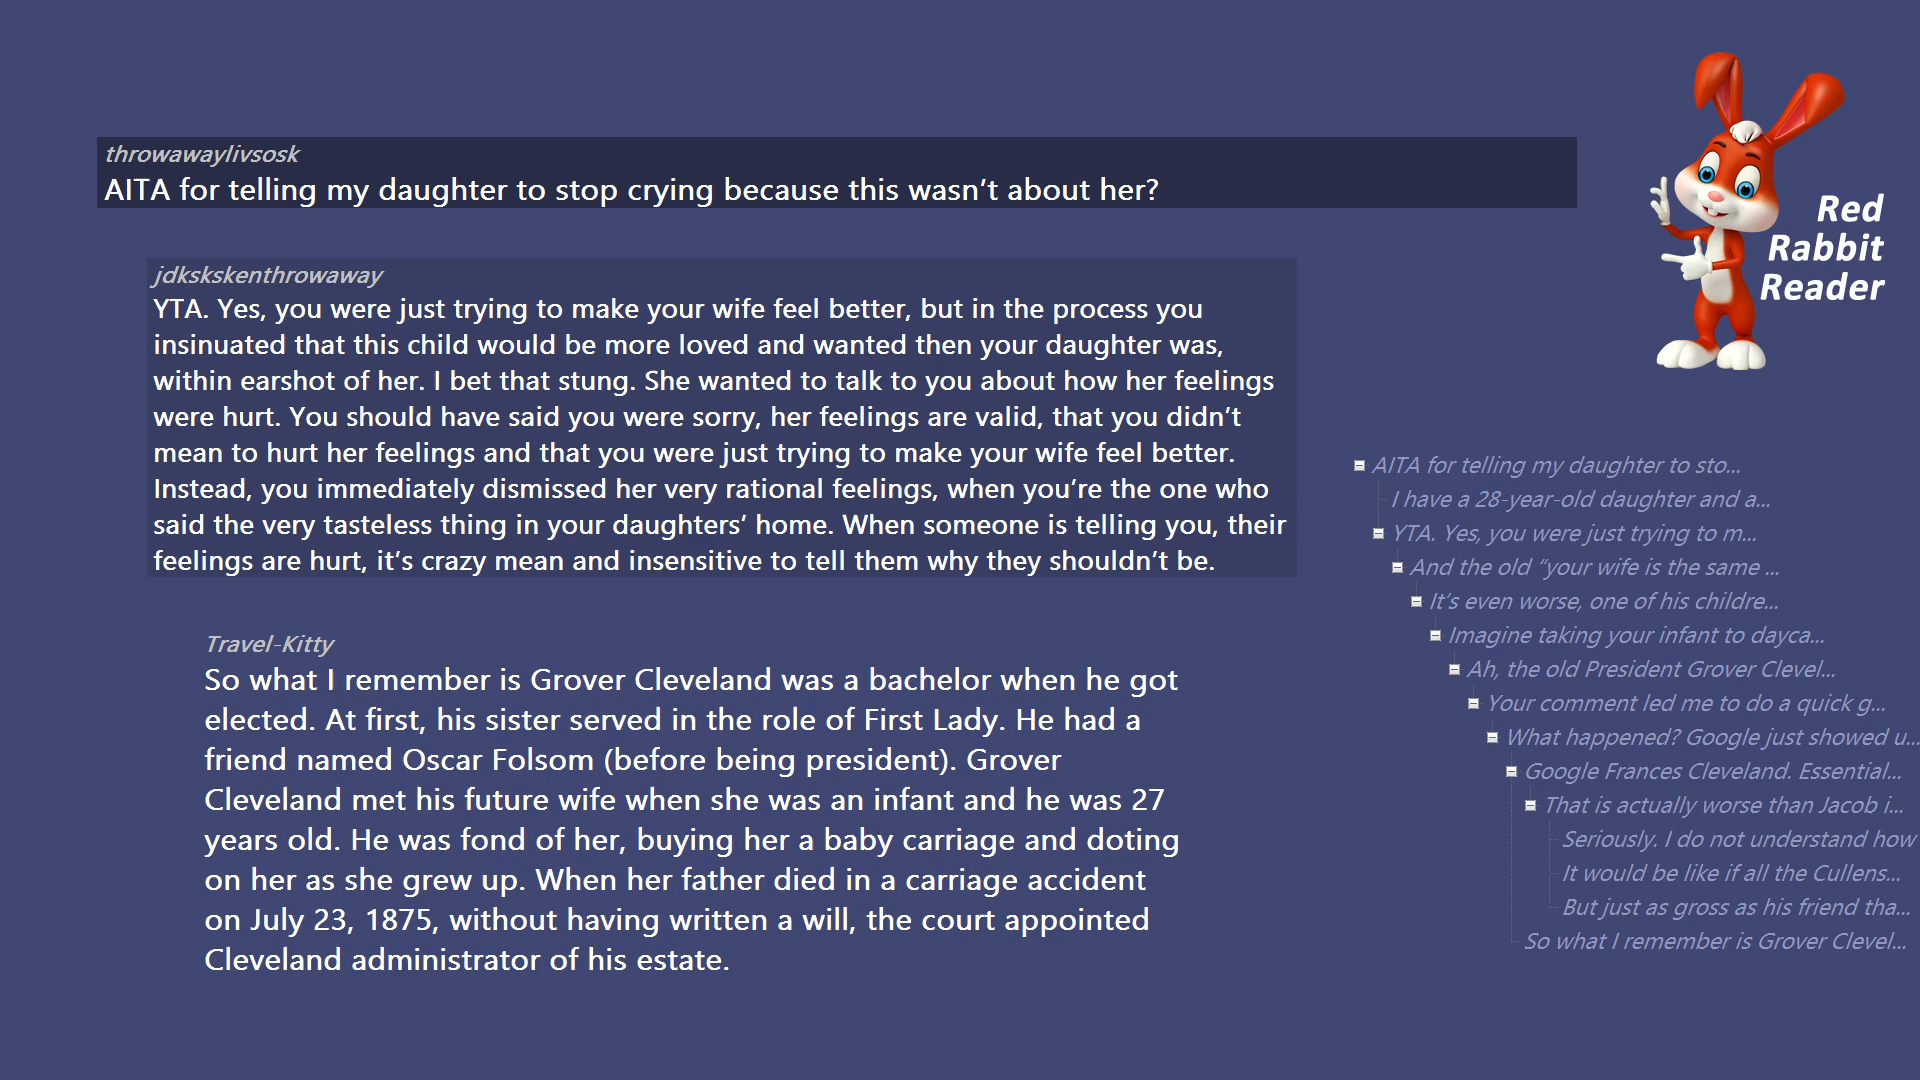 throwawaylivsosk
AITA for telling my daughter to stop crying because this wasn’t about her?
jdkskskenthrowaway
YTA. Yes, you were just trying to make your wife feel better, but in the process you
insinuated that this child would be more loved and wanted then your daughter was,
within earshot of her. I bet that stung. She wanted to talk to you about how her feelings
were hurt. You should have said you were sorry, her feelings are valid, that you didn’t
mean to hurt her feelings and that you were just trying to make your wife feel better.
Instead, you immediately dismissed her very rational feelings, when you’re the one who
said the very tasteless thing in your daughters’ home. When someone is telling you, their
feelings are hurt, it’s crazy mean and insensitive to tell them why they shouldn’t be.
Travel-Kitty
So what I remember is Grover Cleveland was a bachelor when he got
elected. At first, his sister served in the role of First Lady. He had a
friend named Oscar Folsom (before being president). Grover
Cleveland met his future wife when she was an infant and he was 27
years old. He was fond of her, buying her a baby carriage and doting
on her as she grew up. When her father died in a carriage accident
on July 23, 1875, without having written a will, the court appointed
Cleveland administrator of his estate.
Red
Rabbit
Reader
AITA for telling my daughter to sto...
I have a 28-year-old daughter and a...
YTA. Yes, you were just trying to m...
And the old “your wife is the same ...
It’s even worse, one of his childre...
Imagine taking your infant to dayca...
Ah, the old President Grover Clevel...
Your comment led me to do a quick g...
What happened? Google just showed u...
Google Frances Cleveland. Essential...
That is actually worse than Jacob i...
Seriously. I do not understand how
It would be like if all the Cullens...
But just as gross as his friend tha...
So what I remember is Grover Clevel...